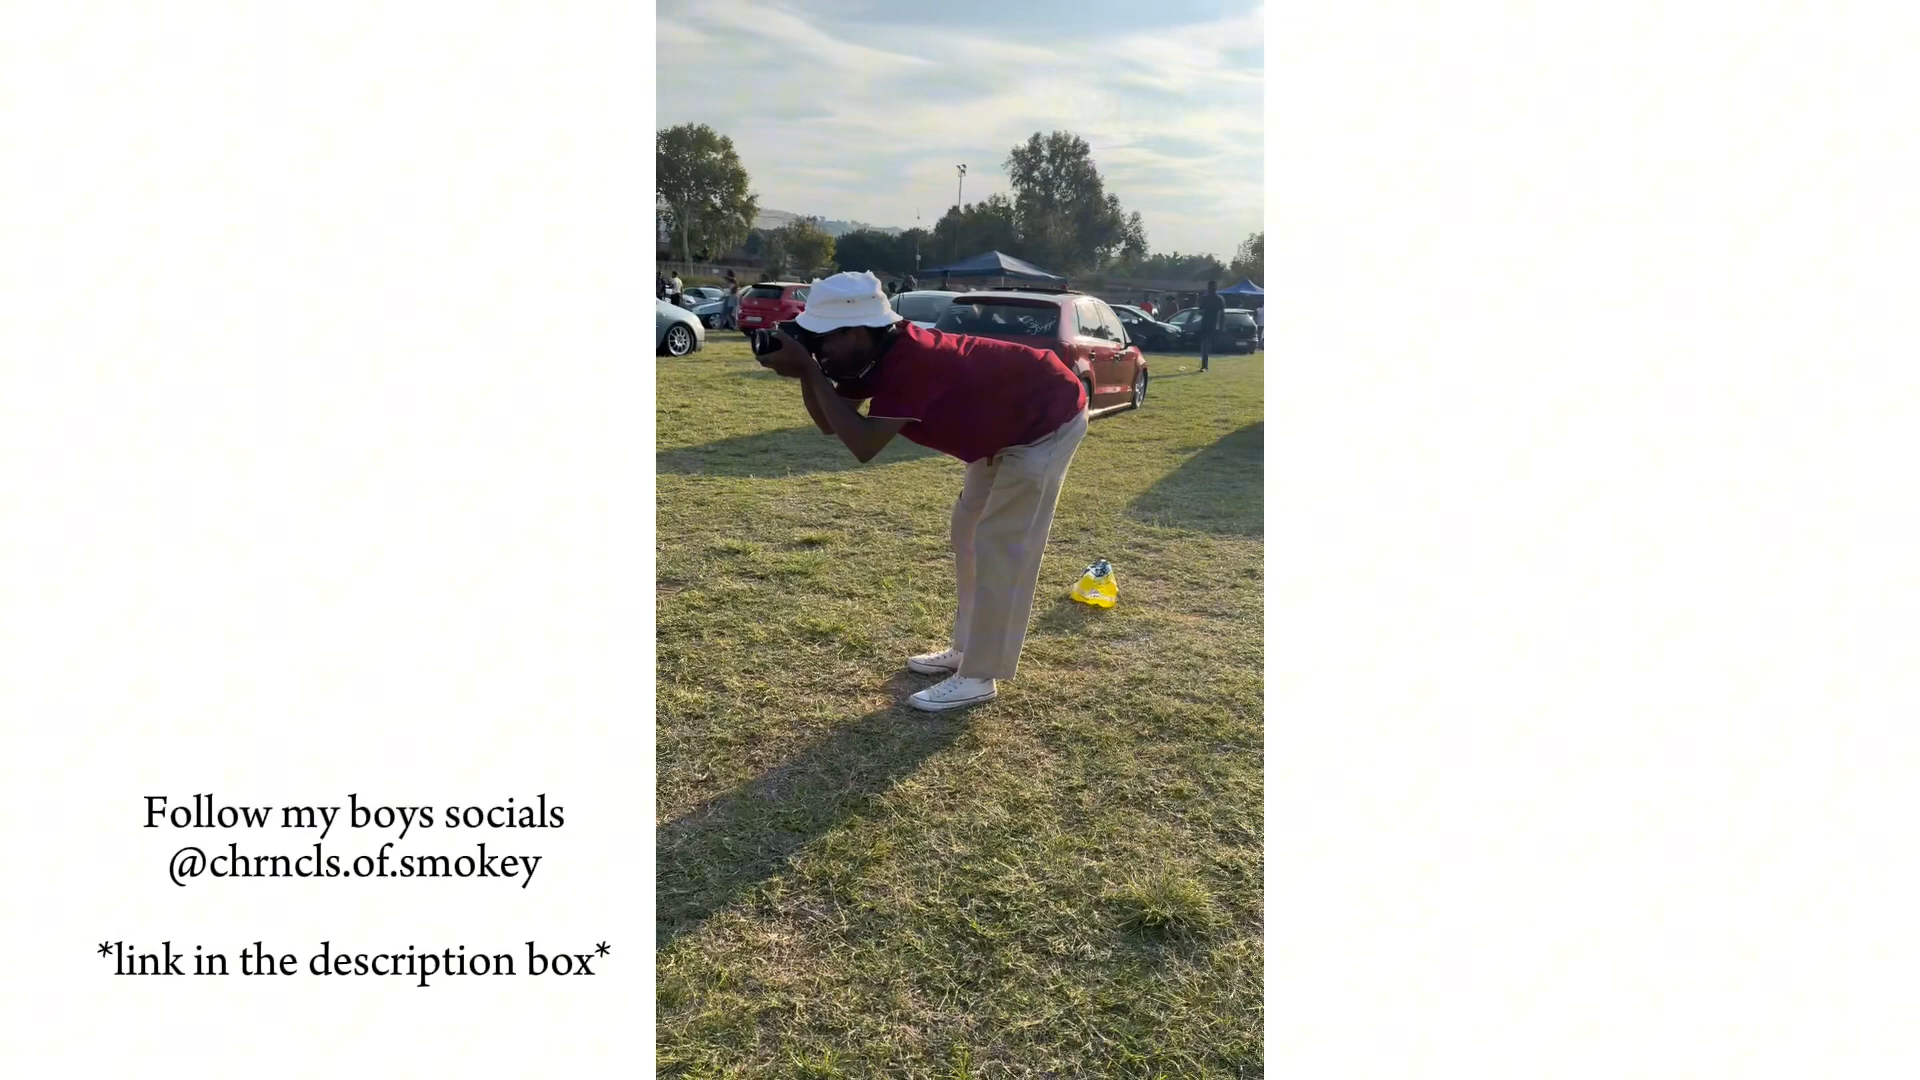 Follow my boys socials
@chrncls.of.smokey
*link in the description box*